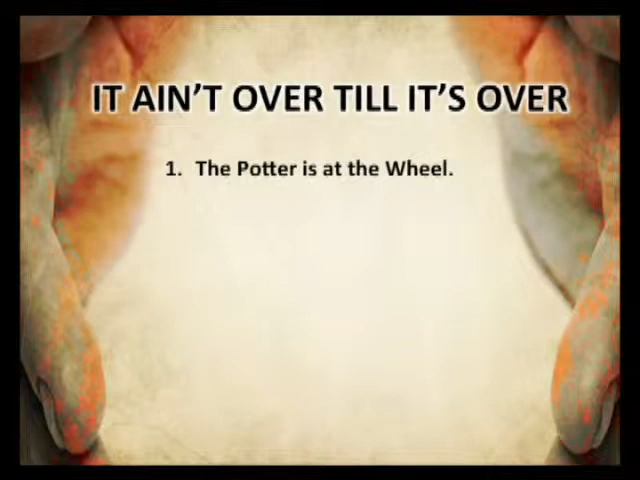 IT AIN’T OVER TILL IT’S OVER
1. The Potter is at the Wheel.